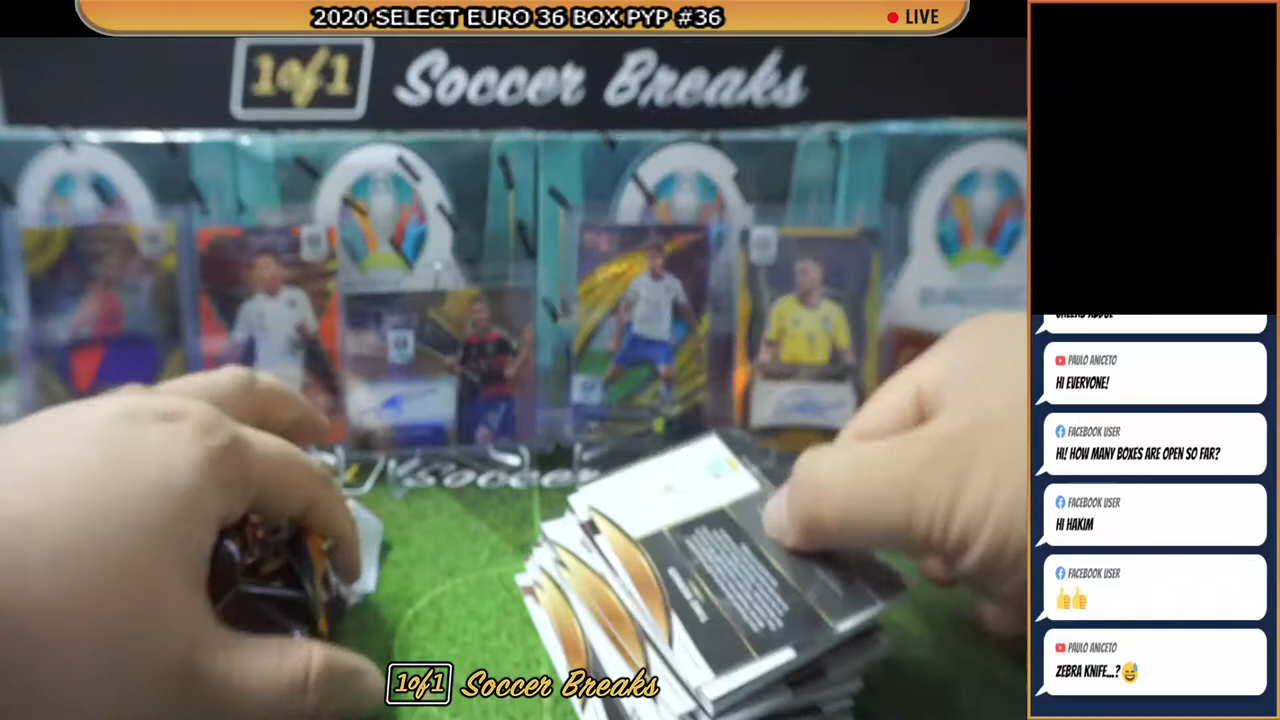 2020 SELECT EURO 36 BOX PYP #36
LIVE
1of1 Soccer Breaks
Soccer
PAULO ANICETO
HI EVERYONE!
FACEBOOK USER
HI! HOW MANY BOXES ARE OPEN SO FAR?
FACEBOOK USER
HI HAKIM
FACEBOOK USER
👍👍
PAULO ANICETO
ZEBRA KNIFE...?😅
1of1 Soccer Breaks